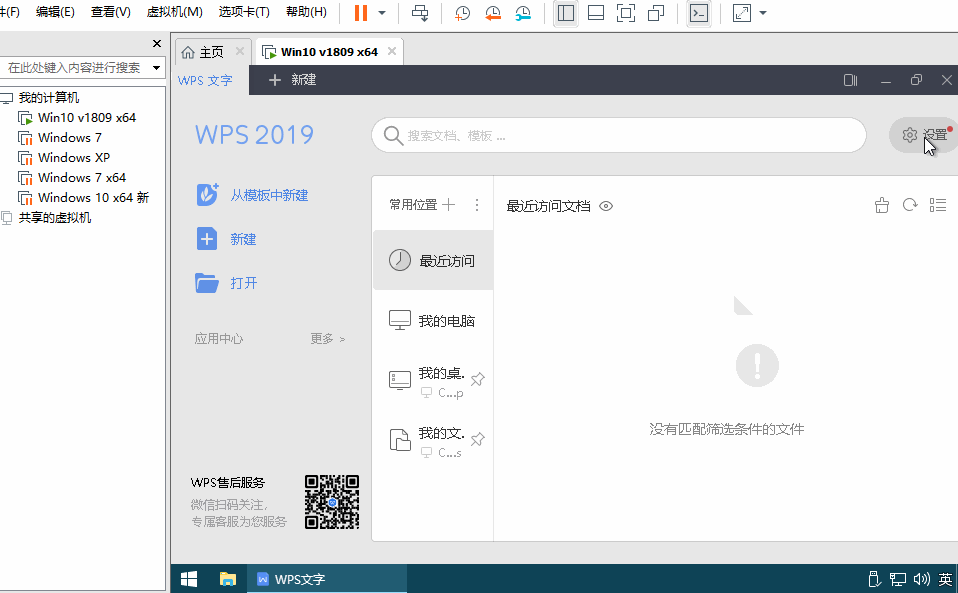 件(F) 编辑(E) 查看(V) 虚拟机(M) 选项卡(T) 帮助(H)
在此处键入内容进行搜索
我的计算机
Win10 v1809 x64
Windows 7
Windows XP
Windows 7 x64
Windows 10 x64 新
共享的虚拟机
主页 Win10 v1809 x64
WPS 文字 新建
WPS 2019
搜索文档、模板 ...
设置
从模板中新建
新建
打开
应用中心 更多 >
WPS售后服务
微信扫码关注，
专属客服为您服务
常用位置
最近访问
我的电脑
我的桌.
C...p
我的文.
C...s
最近访问文档
没有匹配筛选条件的文件
WPS文字
英